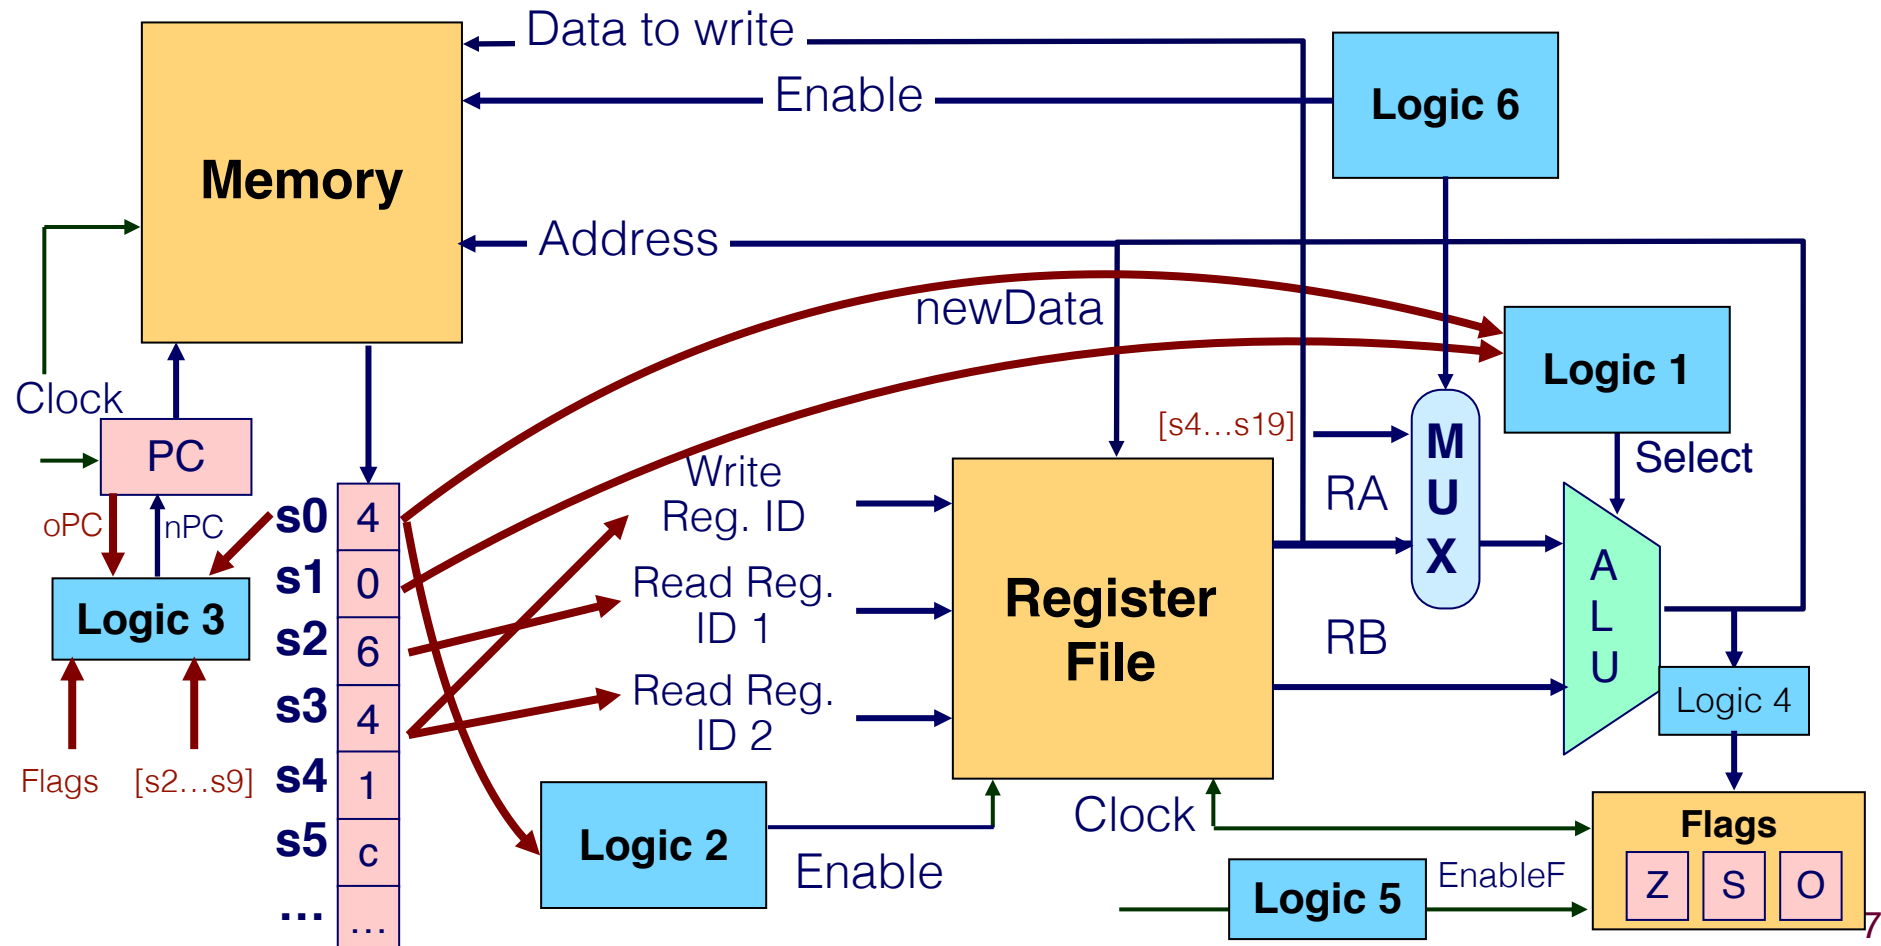 Data to write
Enable
Logic 6
Memory
Address
newData
Logic 1
Clock
[s4...s19]
M
U
X
Select
PC
Write
Reg. ID
RA
s0
4
oPC
nPC
s1
0
Read Reg.
ID 1
Register
File
A
L
U
Logic 3
s2
6
RB
s3
4
Read Reg.
ID 2
Logic 4
Flags
[s2...s9]
s4
1
Clock
s5
c
Logic 2
Enable
Flags
Z
S
O
Logic 5
EnableF
...
...
7